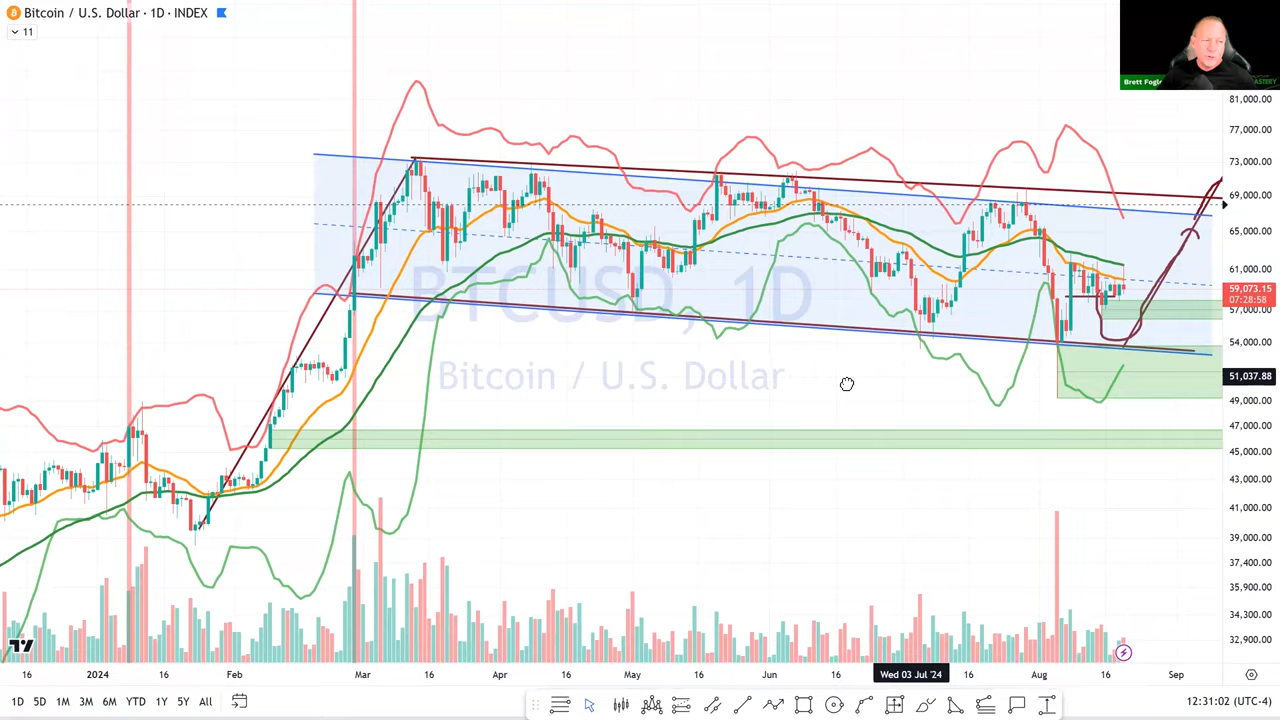 Bitcoin / U.S. Dollar · 1D · INDEX
11
Brett Fogle
ASTERY
81,000.00
77,000.00
73,000.00
69,000.00
65,000.00
61,000.00
59,073.15
07:28:58
57,000.00
54,000.00
51,037.88
49,000.00
47,000.00
45,000.00
43,000.00
41,000.00
39,000.00
37,400.00
35,900.00
34,300.00
32,900.00
BTCUSD, 1D
Bitcoin / U.S. Dollar
16 2024 16 Feb Mar 16 Apr 16 May 16 Jun 16 Wed 03 Jul '24 16 Aug 16 Sep
1D 5D 1M 3M 6M YTD 1Y 5Y All
12:31:02 (UTC-4)